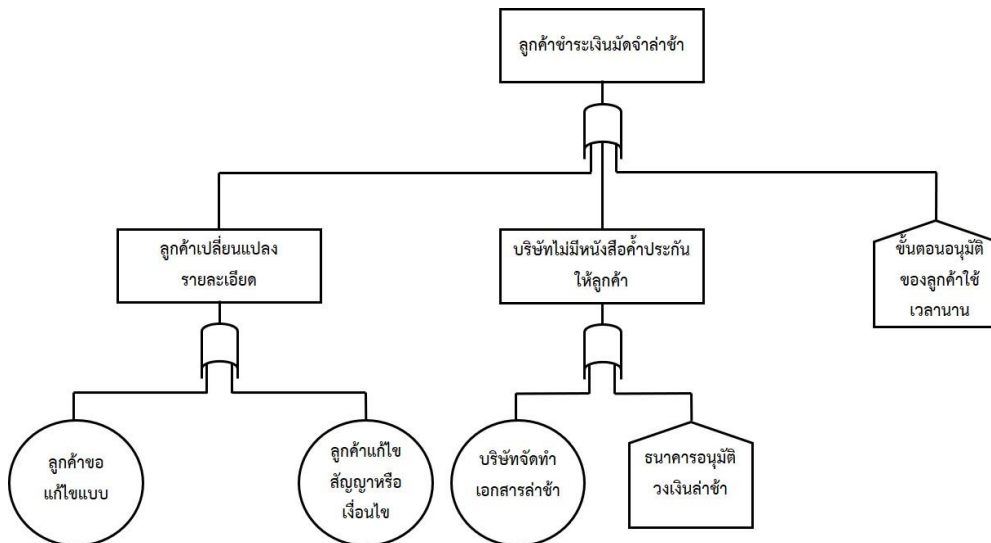 ลูกค้าชำระเงินมัดจำล่าช้า
ลูกค้าเปลี่ยนแปลง
รายละเอียด
บริษัทไม่มีหนังสือค้ำประกัน
ให้ลูกค้า
ขั้นตอนอนุมัติ
ของลูกค้าใช้
เวลานาน
ลูกค้าขอ
แก้ไขแบบ
ลูกค้าแก้ไข
สัญญาหรือ
เงื่อนไข
บริษัทจัดทำ
เอกสารล่าช้า
ธนาคารอนุมัติ
วงเงินล่าช้า